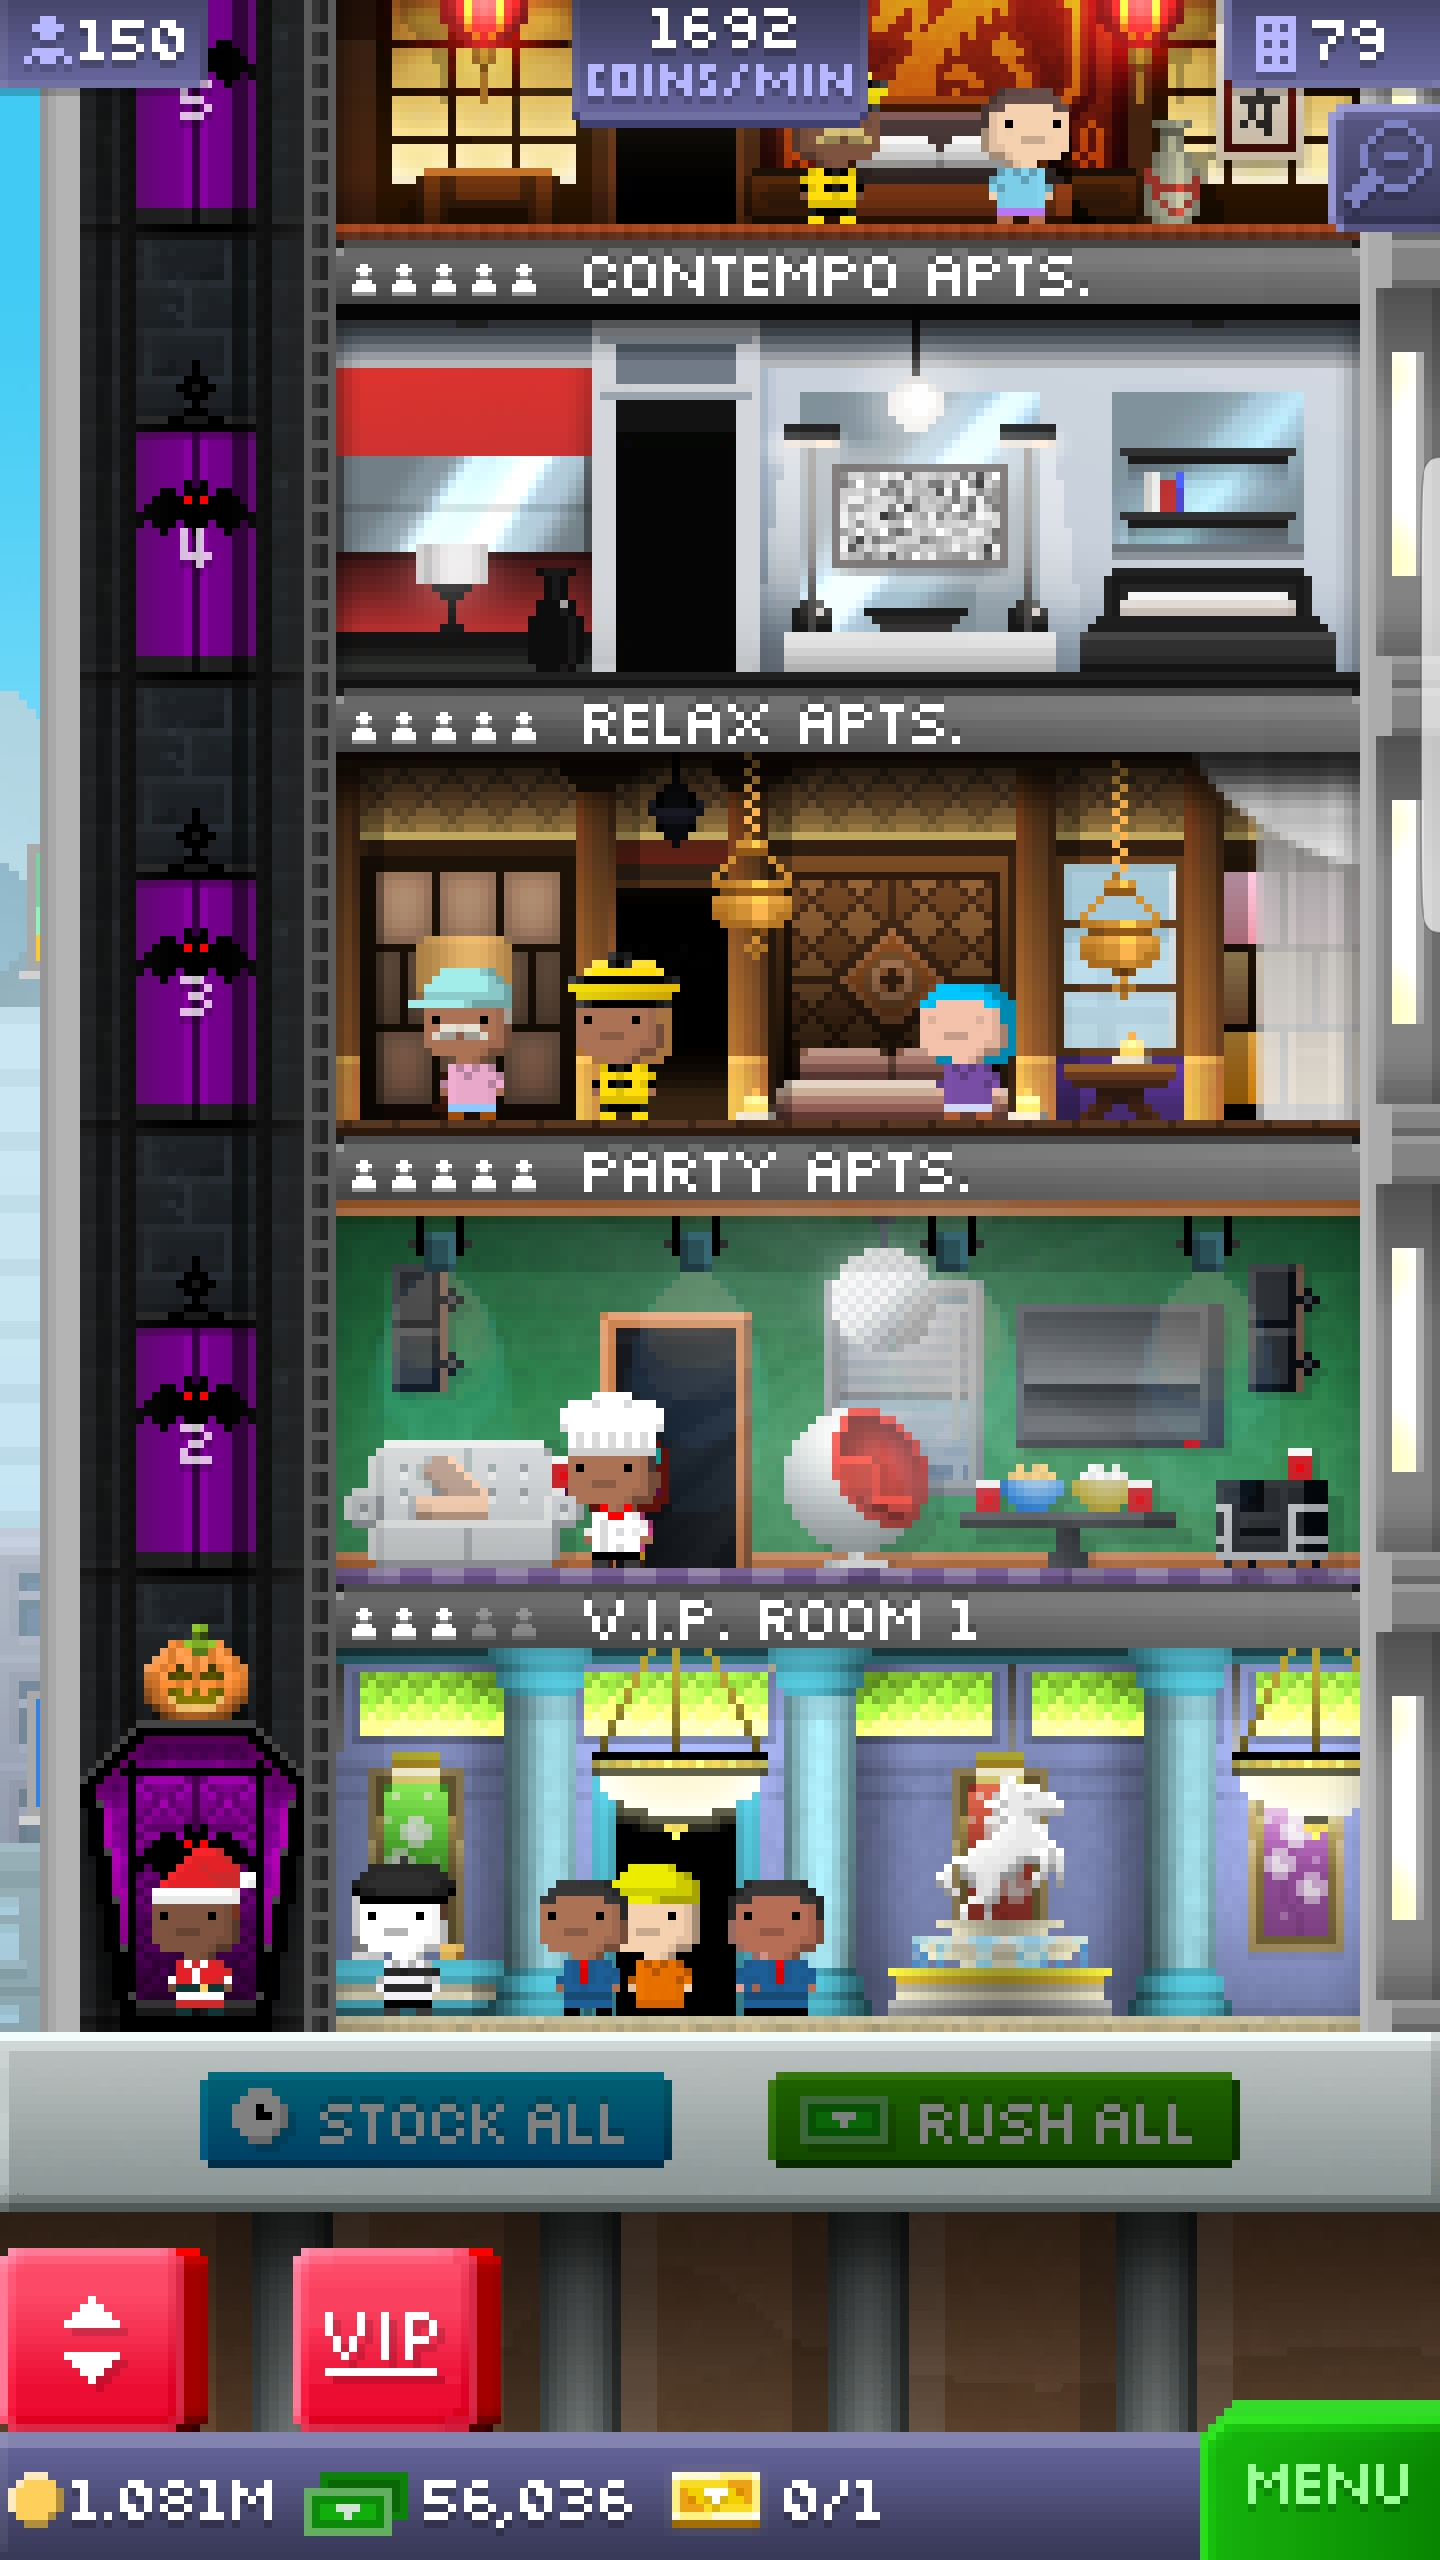 150
1692
COINS/MIN
79
5
CONTEMPO APTS.
4
RELAX APTS.
3
PARTY APTS.
2
V.I.P. ROOM 1
STOCK ALL
RUSH ALL
VIP
1.081M
56,036
0/1
MENU